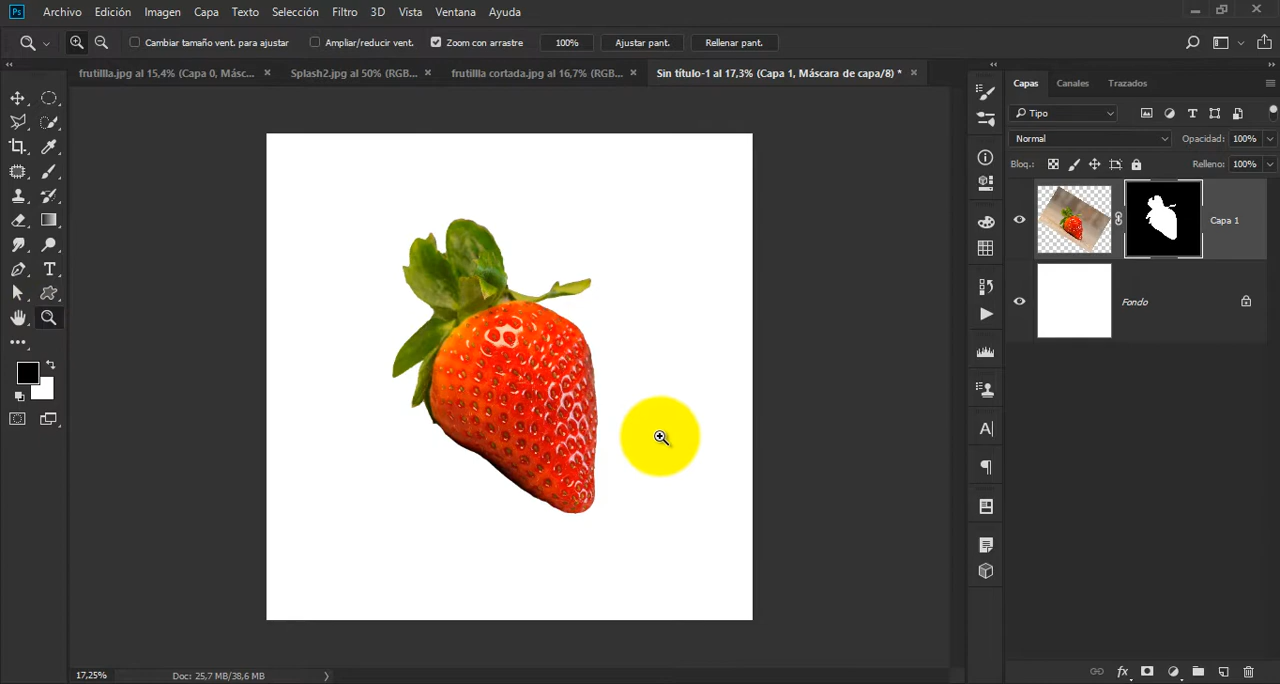 Ps Archivo Edición Imagen Capa Texto Selección Filtro 3D Vista Ventana Ayuda
Cambiar tamaño vent. para ajustar Ampliar/reducir vent. Zoom con arrastre 100% Ajustar pant. Rellenar pant.
frutillla.jpg al 15,4% (Capa 0, Másc... × Splash2.jpg al 50% (RGB... × frutillla cortada.jpg al 16,7% (RGB... × Sin título-1 al 17,3% (Capa 1, Máscara de capa/8) * ×
Capas Canales Trazados
Tipo
Normal Opacidad: 100%
Bloq.: Relleno: 100%
Capa 1
Fondo
17,25% Doc: 25,7 MB/38,6 MB